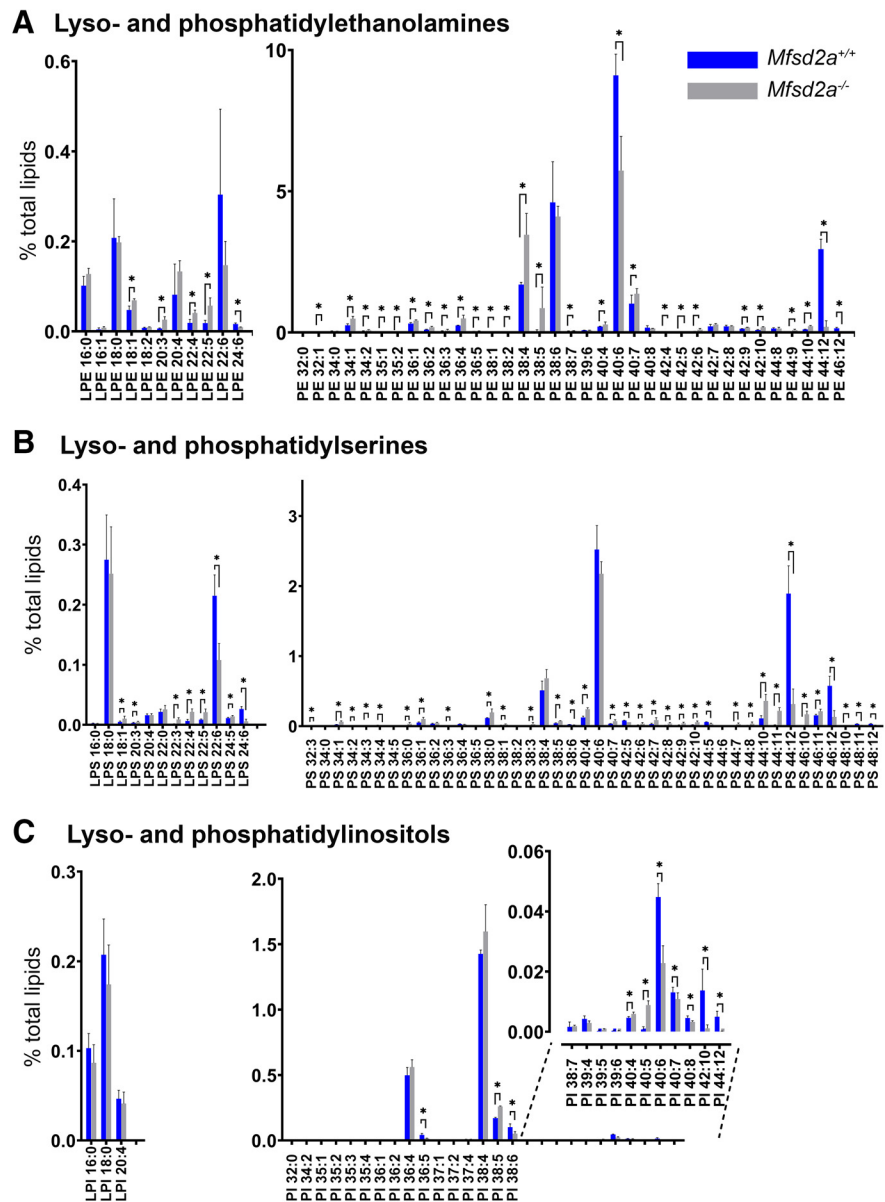 A Lyso- and phosphatidylethanolamines
Mfsd2a+/+
Mfsd2a-/-
% total lipids
0.6
0.4
0.2
0.0
LPE 16:0
LPE 16:1
LPE 18:0
LPE 18:1
LPE 18:2
LPE 20:3
LPE 20:4
LPE 22:4
LPE 22:5
LPE 22:6
LPE 24:6
10
5
0
PE 32:0
PE 32:1
PE 34:0
PE 34:1
PE 34:2
PE 35:1
PE 35:2
PE 36:1
PE 36:2
PE 36:3
PE 36:4
PE 36:5
PE 38:1
PE 38:2
PE 38:4
PE 38:5
PE 38:6
PE 38:7
PE 39:6
PE 40:4
PE 40:6
PE 40:7
PE 40:8
PE 42:4
PE 42:5
PE 42:6
PE 42:7
PE 42:8
PE 42:9
PE 42:10
PE 44:8
PE 44:9
PE 44:10
PE 44:12
PE 46:12
B Lyso- and phosphatidylserines
% total lipids
0.4
0.3
0.2
0.1
0.0
LPS 16:0
LPS 18:0
LPS 18:1
LPS 20:3
LPS 20:4
LPS 22:0
LPS 22:3
LPS 22:4
LPS 22:5
LPS 22:6
LPS 24:5
LPS 24:6
3
2
1
0
PS 32:3
PS 34:0
PS 34:1
PS 34:2
PS 34:3
PS 34:4
PS 34:5
PS 36:0
PS 36:1
PS 36:2
PS 36:3
PS 36:4
PS 36:5
PS 38:0
PS 38:1
PS 38:2
PS 38:3
PS 38:4
PS 38:5
PS 38:6
PS 40:4
PS 40:6
PS 40:7
PS 42:5
PS 42:6
PS 42:7
PS 42:8
PS 42:9
PS 42:10
PS 44:5
PS 44:6
PS 44:7
PS 44:8
PS 44:10
PS 44:11
PS 44:12
PS 46:10
PS 46:11
PS 46:12
PS 48:10
PS 48:11
PS 48:12
C Lyso- and phosphatidylinositols
% total lipids
0.3
0.2
0.1
0.0
LPI 16:0
LPI 18:0
LPI 20:4
2.0
1.5
1.0
0.5
0.0
PI 32:0
PI 34:2
PI 35:1
PI 35:2
PI 35:3
PI 35:4
PI 36:1
PI 36:2
PI 36:4
PI 36:5
PI 37:1
PI 37:2
PI 37:4
PI 38:4
PI 38:5
PI 38:6
0.06
0.04
0.02
0.00
PI 38:7
PI 39:4
PI 39:5
PI 39:6
PI 40:4
PI 40:5
PI 40:6
PI 40:7
PI 40:8
PI 42:10
PI 44:12